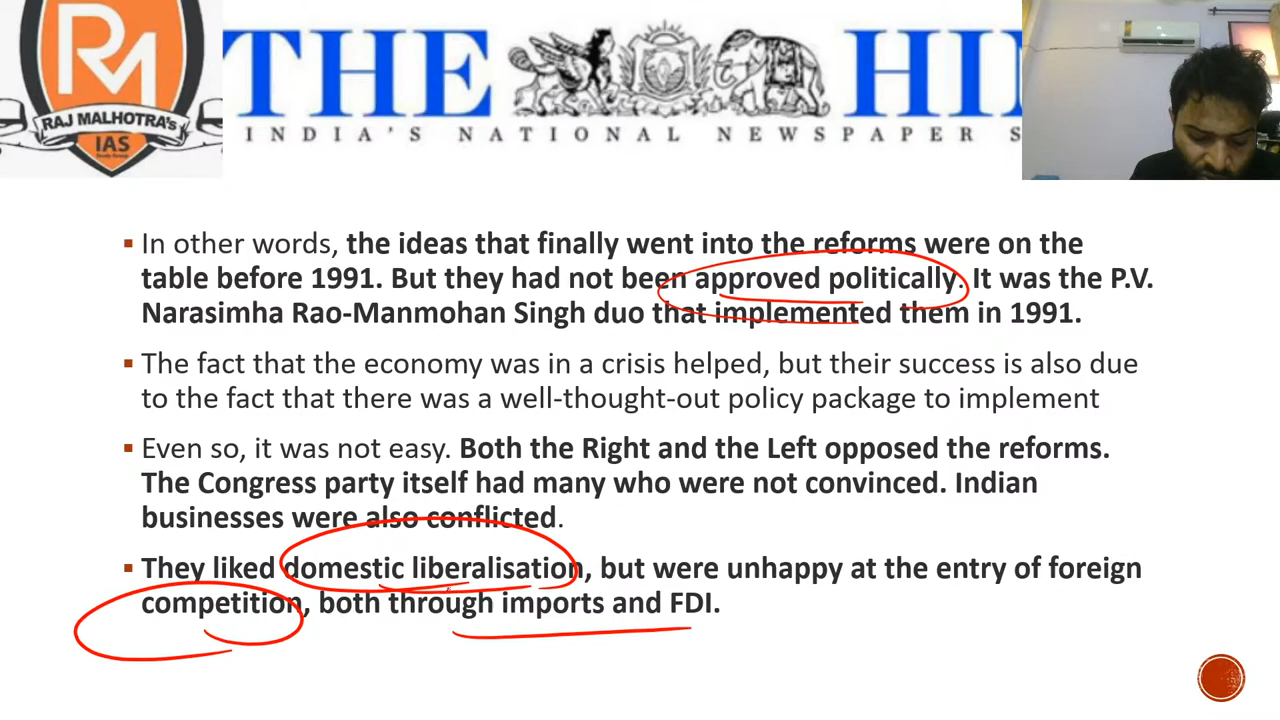 RM
RAJ MALHOTRA'S
IAS
Study Group
THE HI
INDIA'S NATIONAL NEWSPAPER S
▪ In other words, the ideas that finally went into the reforms were on the
table before 1991. But they had not been approved politically. It was the P.V.
Narasimha Rao-Manmohan Singh duo that implemented them in 1991.
▪ The fact that the economy was in a crisis helped, but their success is also due
to the fact that there was a well-thought-out policy package to implement
▪ Even so, it was not easy. Both the Right and the Left opposed the reforms.
The Congress party itself had many who were not convinced. Indian
businesses were also conflicted.
▪ They liked domestic liberalisation, but were unhappy at the entry of foreign
competition, both through imports and FDI.